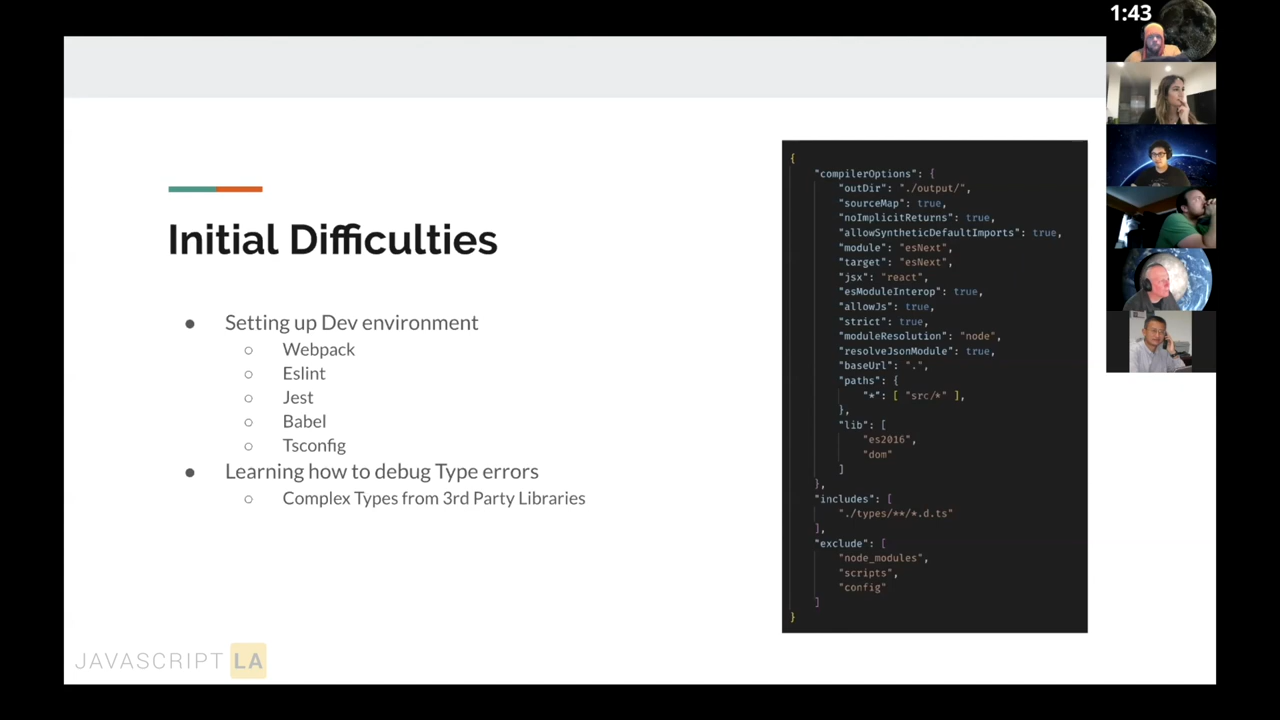 1:43
Initial Difficulties
● Setting up Dev environment
○ Webpack
○ Eslint
○ Jest
○ Babel
○ Tsconfig
● Learning how to debug Type errors
○ Complex Types from 3rd Party Libraries
{
"compilerOptions": {
"outDir": "./output/",
"sourceMap": true,
"noImplicitReturns": true,
"allowSyntheticDefaultImports": true,
"module": "esNext",
"target": "esNext",
"jsx": "react",
"esModuleInterop": true,
"allowJs": true,
"strict": true,
"moduleResolution": "node",
"resolveJsonModule": true,
"baseUrl": ".",
"paths": {
"*": [ "src/*" ],
},
"lib": [
"es2016",
"dom"
]
},
"includes": [
"./types/**/*.d.ts"
],
"exclude": [
"node_modules",
"scripts",
"config"
]
}
JAVASCRIPT LA